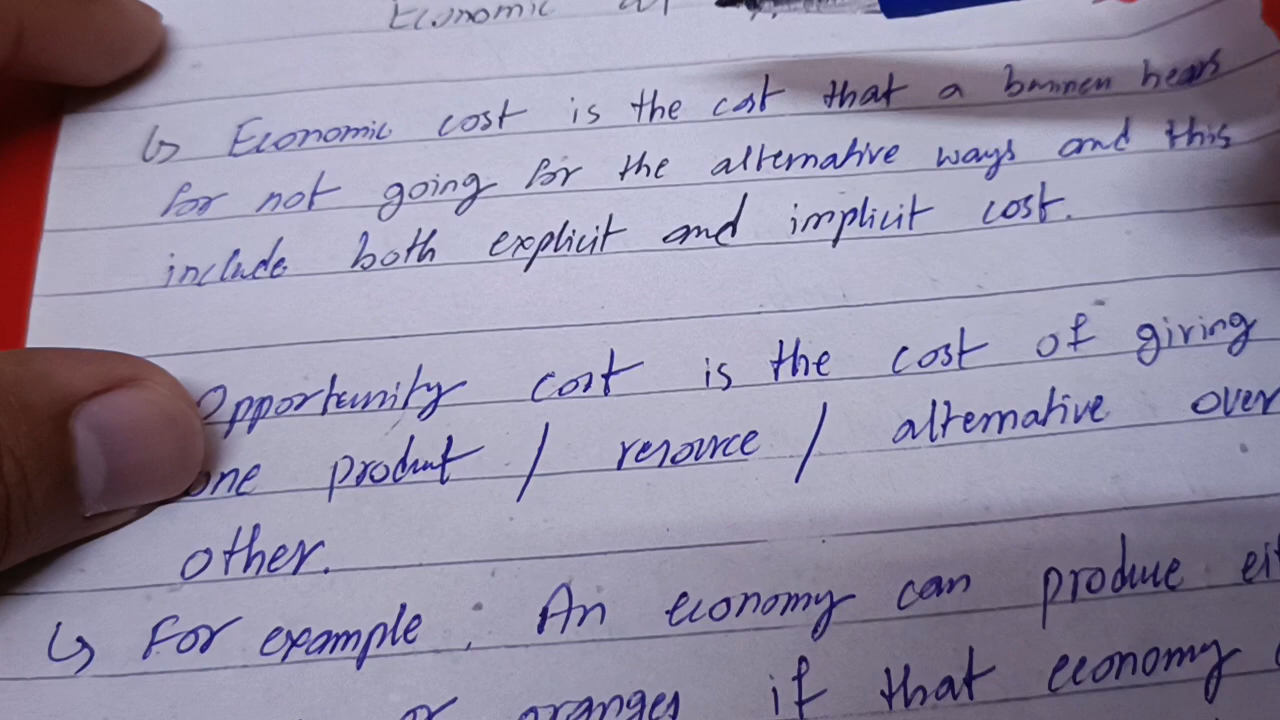 Economic
↳ Economic cost is the cost that a business bears
for not going for the alternative ways and this
include both explicit and implicit cost.
Opportunity cost is the cost of giving
one product / resource / alternative over
other.
↳ For example, An economy can produce
or oranges if that economy